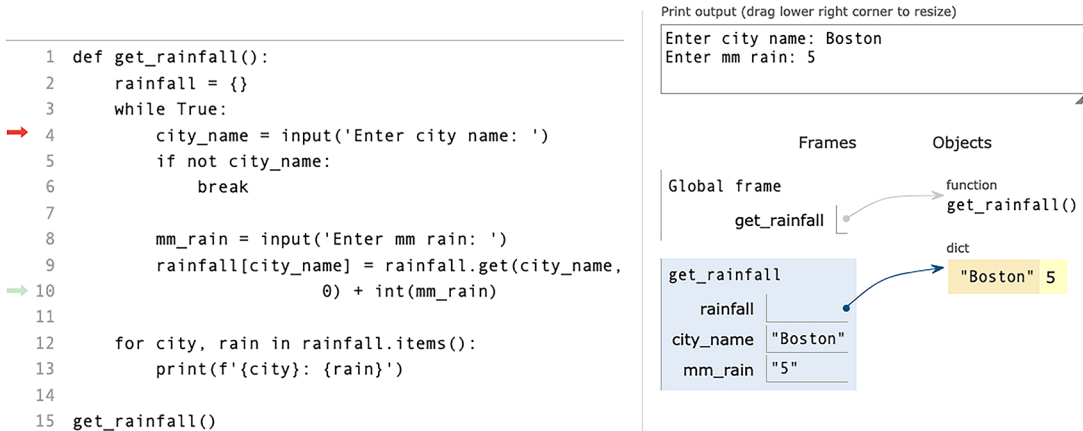 1 def get_rainfall():
2     rainfall = {}
3     while True:
4         city_name = input('Enter city name: ')
5         if not city_name:
6             break
7
8         mm_rain = input('Enter mm rain: ')
9         rainfall[city_name] = rainfall.get(city_name,
10                         0) + int(mm_rain)
11
12     for city, rain in rainfall.items():
13         print(f'{city}: {rain}')
14
15 get_rainfall()
Print output (drag lower right corner to resize)
Enter city name: Boston
Enter mm rain: 5
Frames Objects
Global frame
get_rainfall
function
get_rainfall()
get_rainfall
rainfall
city_name "Boston"
mm_rain "5"
dict
"Boston" 5